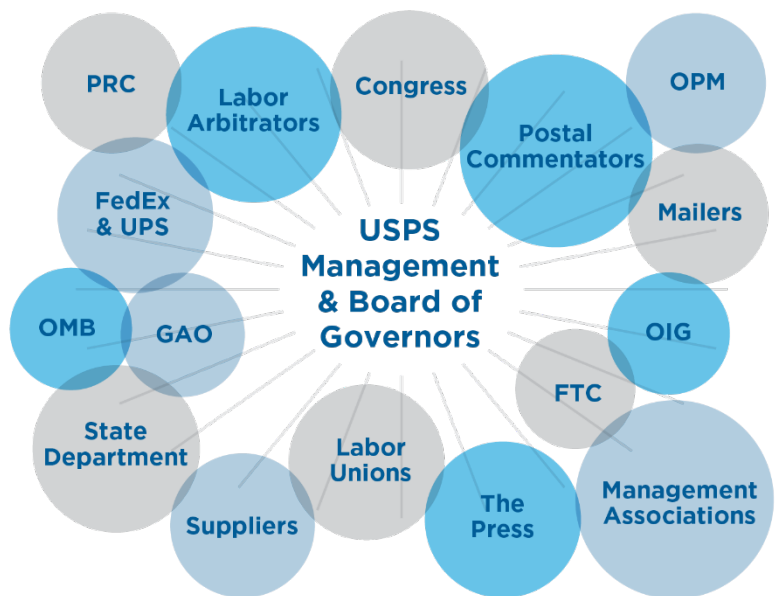 PRC
Labor
Arbitrators
Congress
Postal
Commentators
OPM
FedEx
& UPS
Mailers
USPS
Management
& Board of
Governors
OMB
GAO
OIG
FTC
State
Department
Labor
Unions
Suppliers
The
Press
Management
Associations